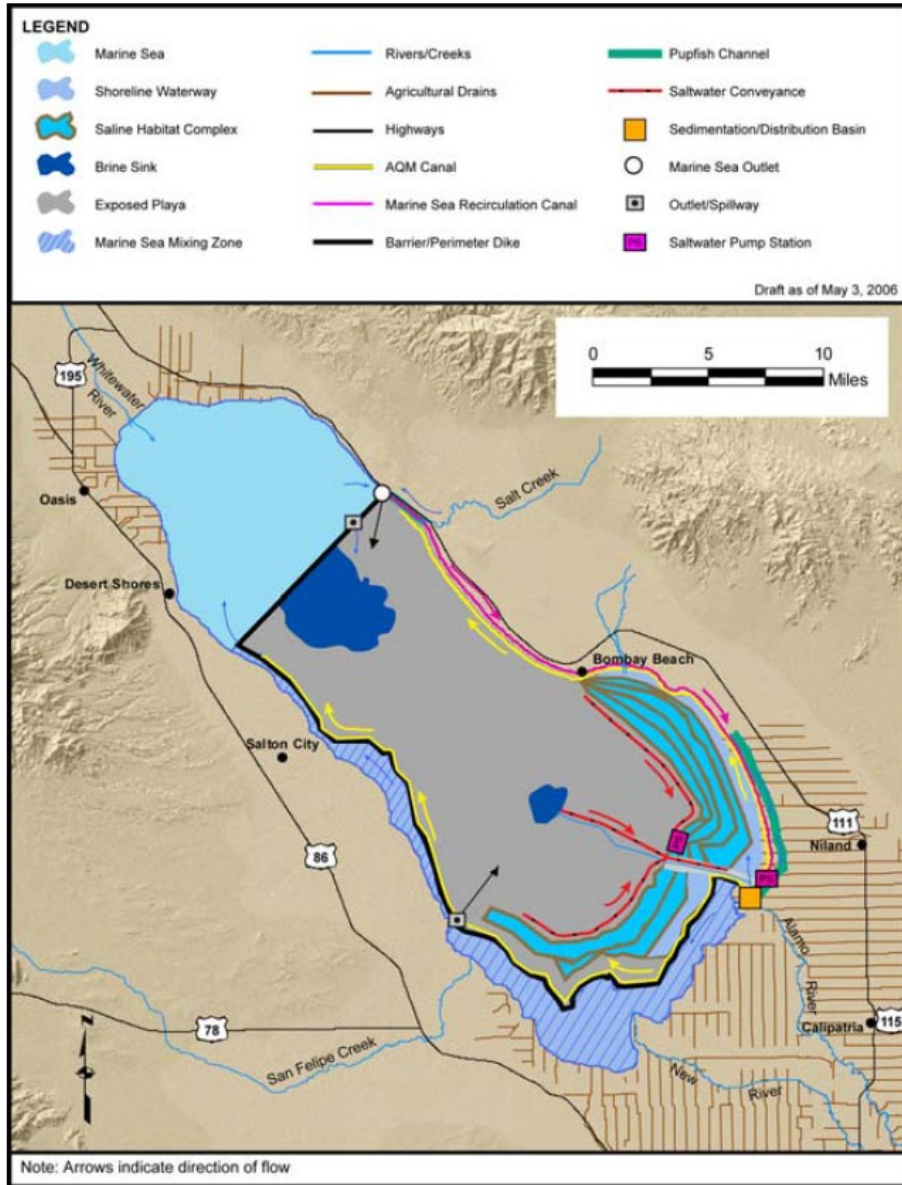 LEGEND
Marine Sea
Rivers/Creeks
Pupfish Channel
Shoreline Waterway
Agricultural Drains
Saltwater Conveyance
Saline Habitat Complex
Highways
Sedimentation/Distribution Basin
Brine Sink
AQM Canal
Marine Sea Outlet
Exposed Playa
Marine Sea Recirculation Canal
Outlet/Spillway
Marine Sea Mixing Zone
Barrier/Perimeter Dike
PS
Saltwater Pump Station
Draft as of May 3, 2006
0 5 10
Miles
195
Whitewater
River
Oasis
Salt Creek
Desert Shores
Bombay Beach
Salton City
111
Niland
86
PS
PS
Alamo
River
78
Calipatria
115
San Felipe Creek
New
River
N
Note: Arrows indicate direction of flow